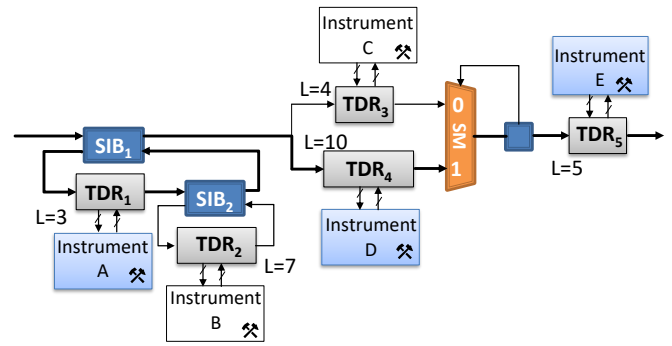 Instrument
C
Instrument
E
L=4
TDR₃
0
SM
1
SIB₁
L=10
TDR₄
TDR₅
L=5
TDR₁
SIB₂
L=3
Instrument
A
TDR₂
L=7
Instrument
D
Instrument
B